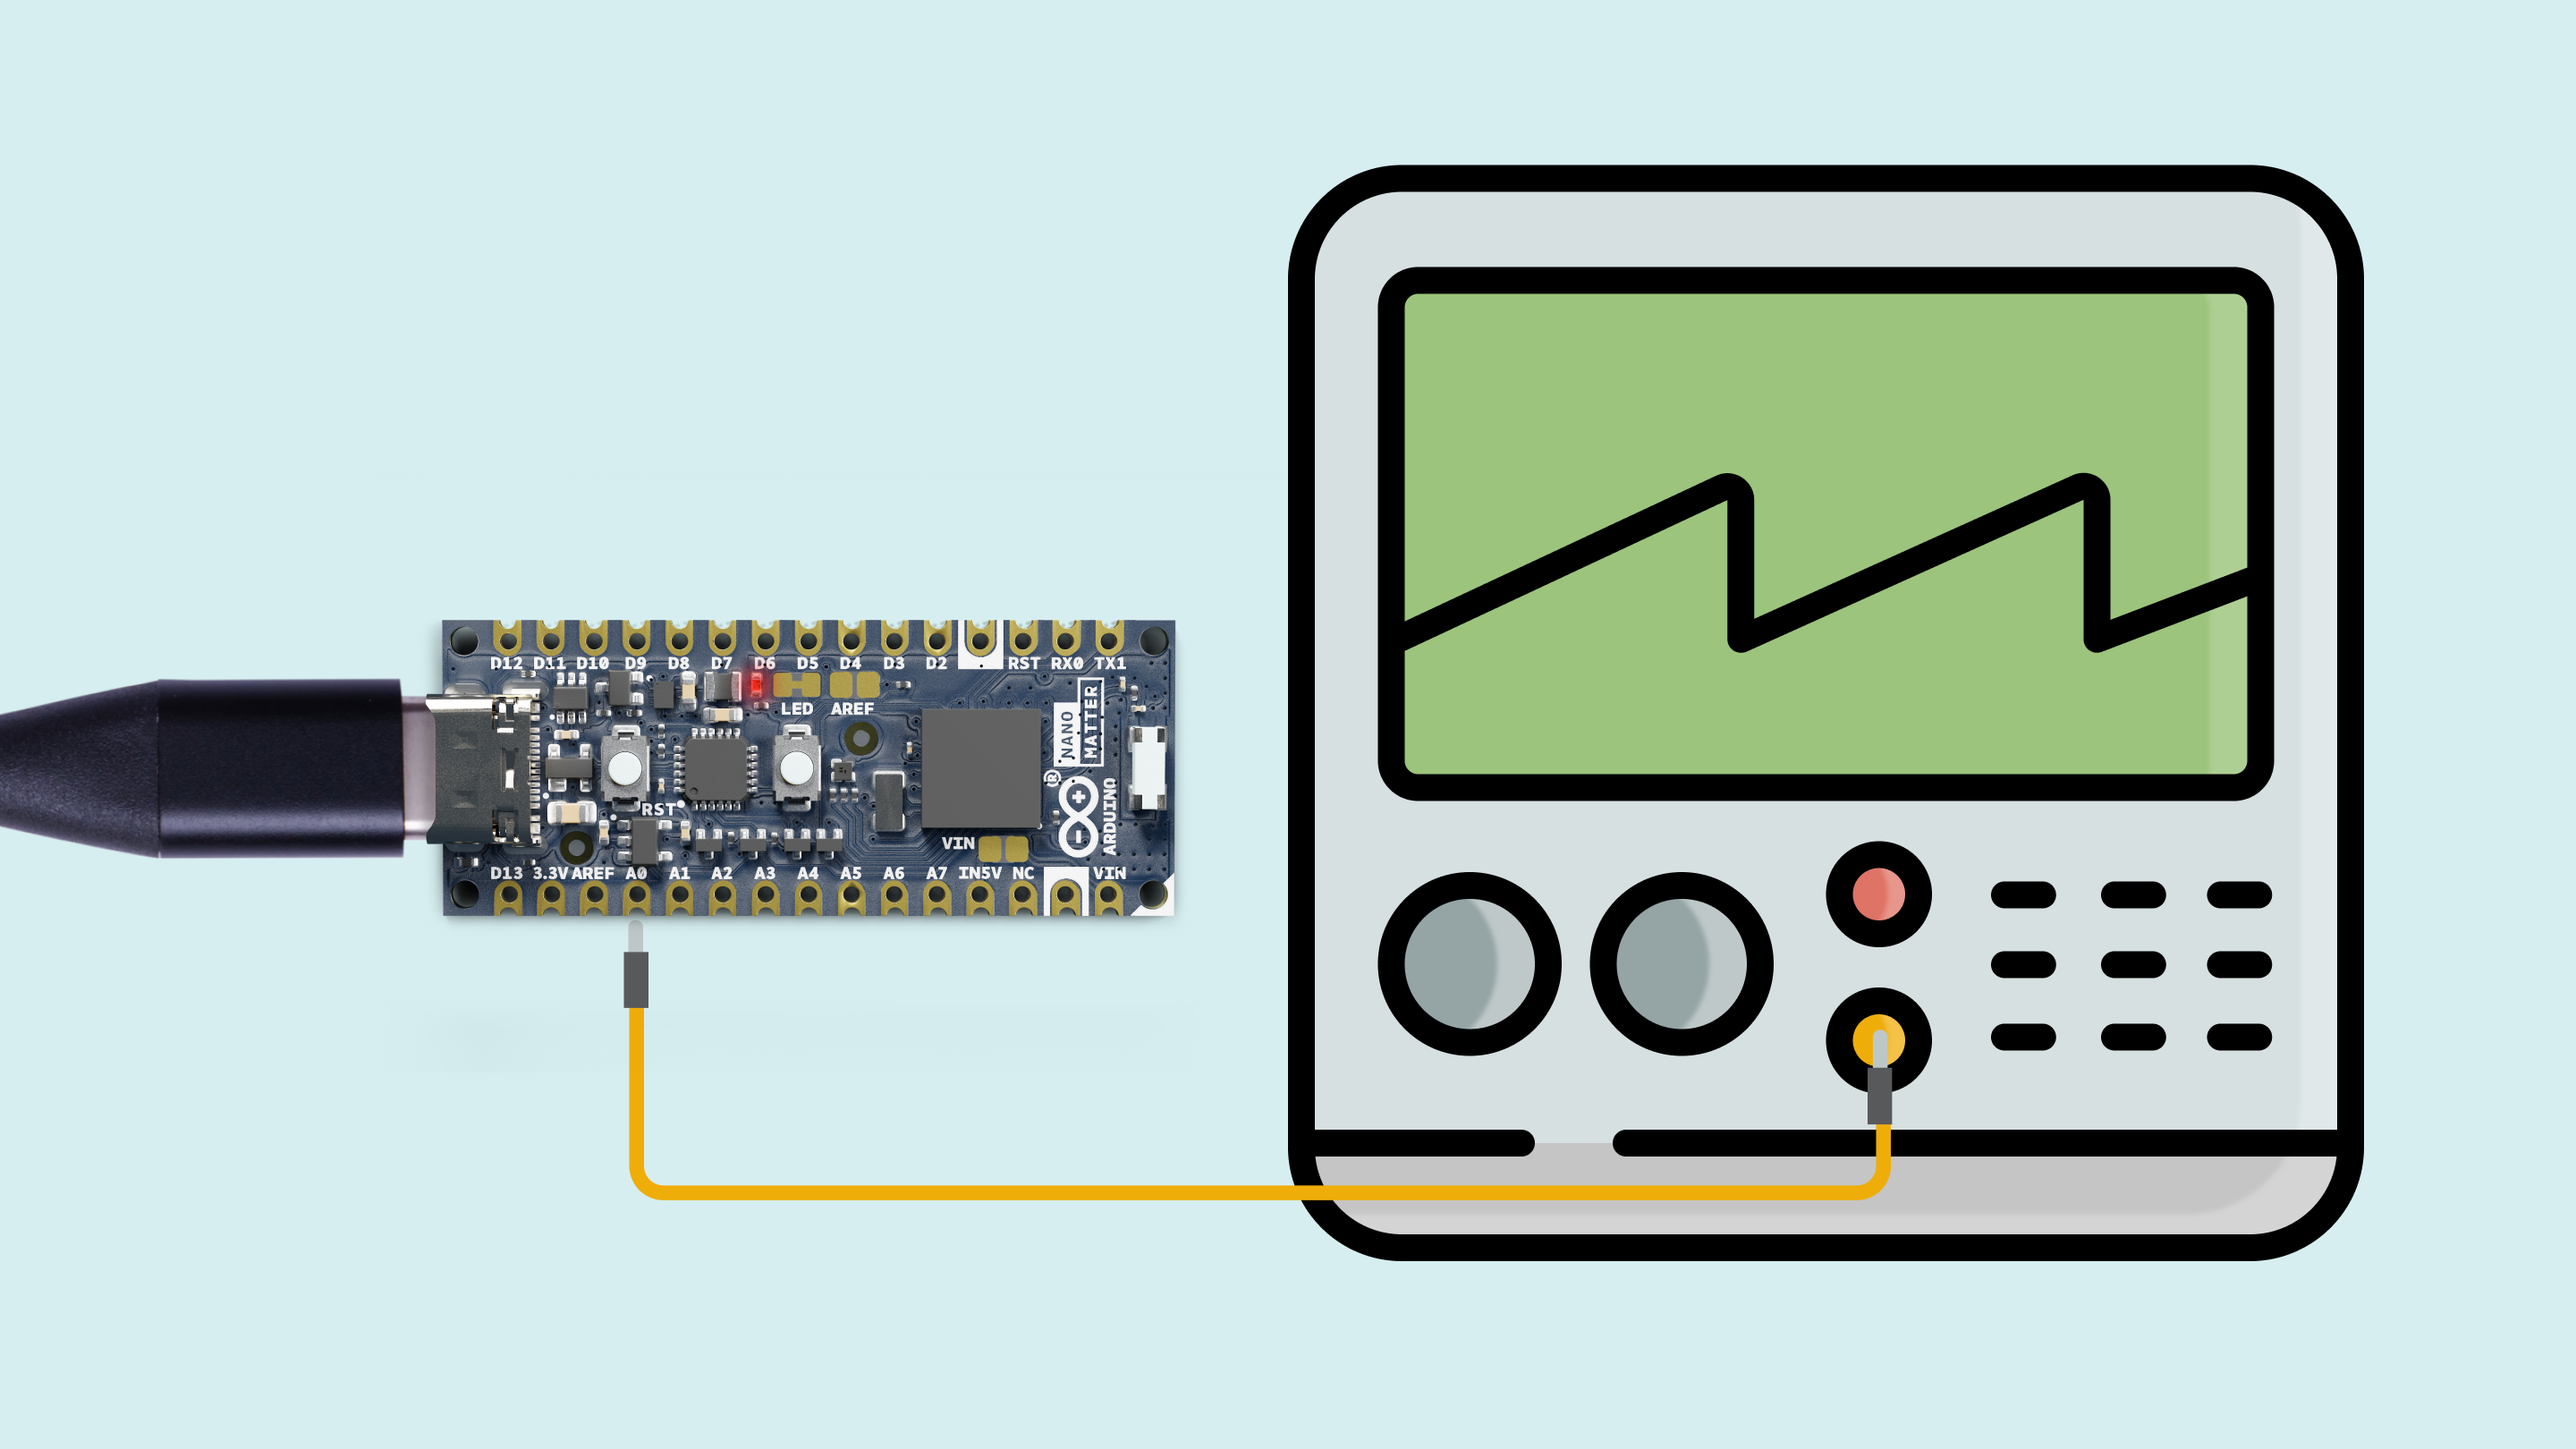 D12 D11 D10 D9 D8 D7 D6 D5 D4 D3 D2 RST RX0 TX1
LED AREF
NANO
MATTER
RST
®
ARDUINO
VIN
D13 3.3V AREF A0 A1 A2 A3 A4 A5 A6 A7 IN5V NC VIN